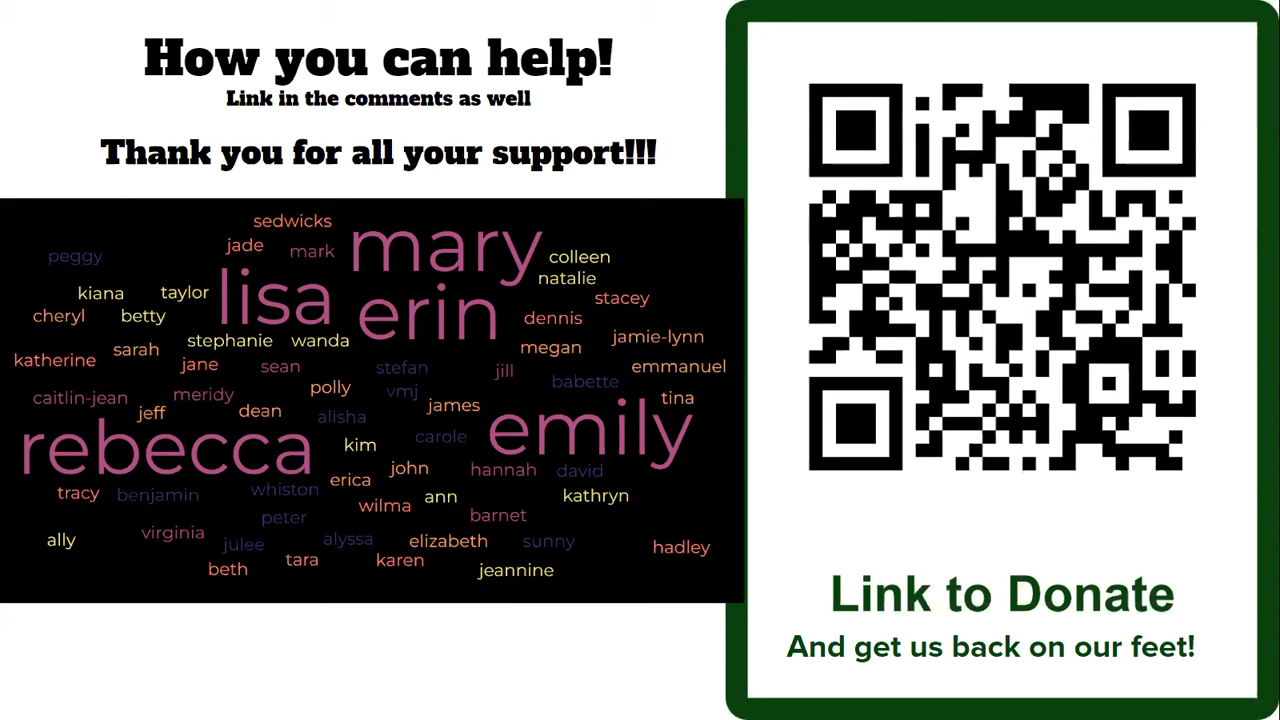 How you can help!
Link in the comments as well
Thank you for all your support!!!
sedwicks
jade mark mary colleen
peggy natalie
kiana taylor lisa erin stacey
cheryl betty dennis
stephanie wanda jamie-lynn
katherine sarah jane sean stefan jill megan emmanuel
caitlin-jean meridy polly vmj babette tina
jeff dean alisha james
rebecca kim carole emily
erica john hannah david
tracy benjamin whiston ann kathryn
peter wilma barnet
ally virginia julee alyssa elizabeth sunny hadley
beth tara karen jeannine
Link to Donate
And get us back on our feet!